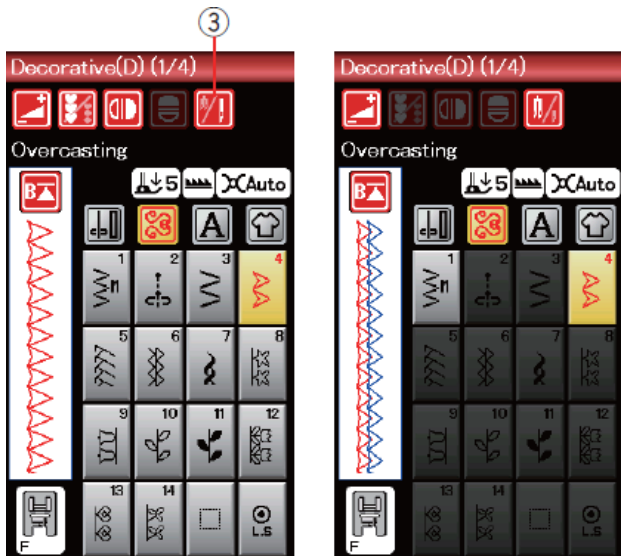 3
Decorative(D) (1/4)
Overcasting
B
5
Auto
A
1
2
3
4
5
6
7
8
9
10
11
12
13
14
L.S
F
Decorative(D) (1/4)
Overcasting
B
5
Auto
A
1
2
3
4
5
6
7
8
9
10
11
12
13
14
L.S
F